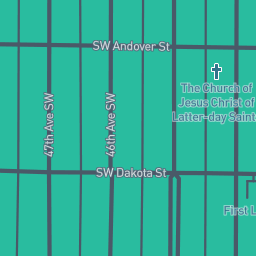 SW Andover St
The Church of
Jesus Christ of
Latter-day Saints
47th Ave SW
46th Ave SW
SW Dakota St
First L